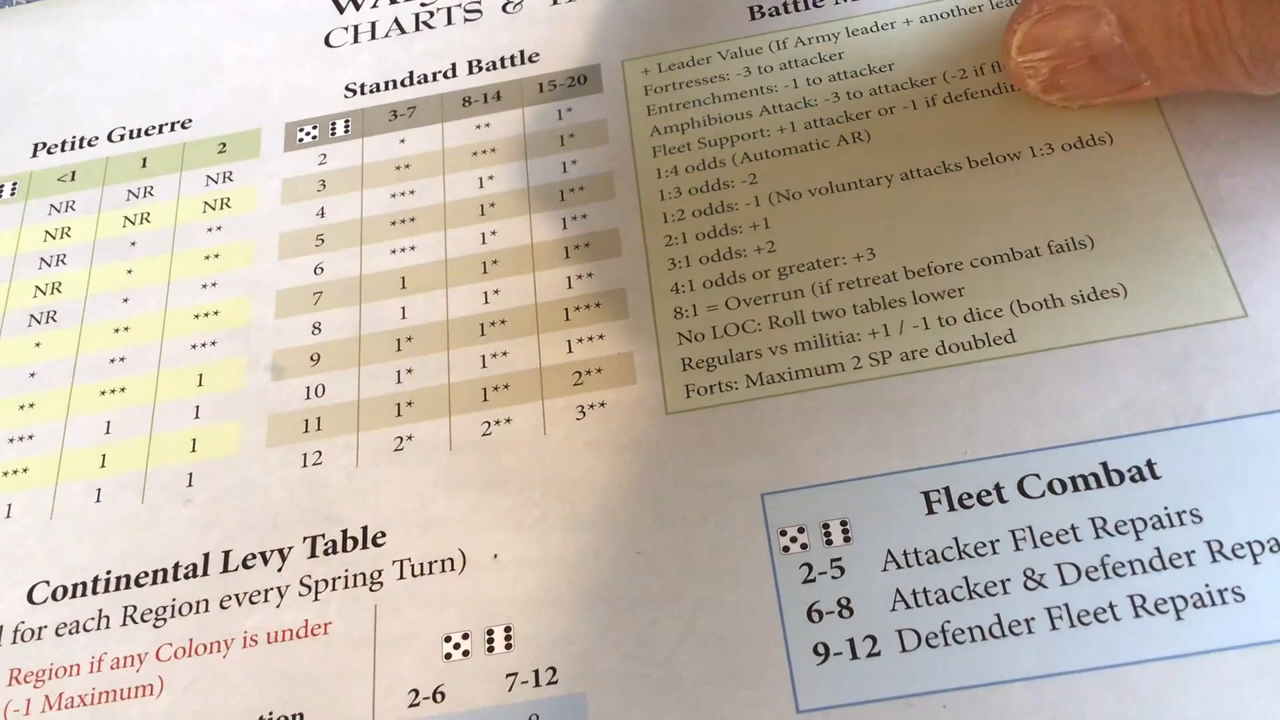 CHARTS &
Battle
Standard Battle
3-7 8-14 15-20
2 * ** 1*
3 ** *** 1*
4 *** 1* 1*
5 *** 1* 1**
6 *** 1* 1**
7 1 1* 1**
8 1 1* 1**
9 1* 1** 1***
10 1* 1** 1***
11 1* 1** 2**
12 2* 2** 3**
Petite Guerre
<1 1 2
NR NR NR
NR NR NR
NR * **
NR * **
NR * **
* ** ***
* ** ***
** *** 1
*** 1 1
*** 1 1
1 1 1
+ Leader Value (If Army leader + another
Fortresses: -3 to attacker
Entrenchments: -1 to attacker
Amphibious Attack: -3 to attacker (-2 if
Fleet Support: +1 attacker or -1 if
1:4 odds (Automatic AR)
1:3 odds: -2
1:2 odds: -1 (No voluntary attacks below 1:3 odds)
2:1 odds: +1
3:1 odds: +2
4:1 odds or greater: +3
8:1 = Overrun (if retreat before combat fails)
No LOC: Roll two tables lower
Regulars vs militia: +1 / -1 to dice (both sides)
Forts: Maximum 2 SP are doubled
Fleet Combat
2-5 Attacker Fleet Repairs
6-8 Attacker & Defender
9-12 Defender Fleet Repairs
Continental Levy Table
for each Region every Spring Turn)
Region if any Colony is under
(-1 Maximum)
2-6 7-12